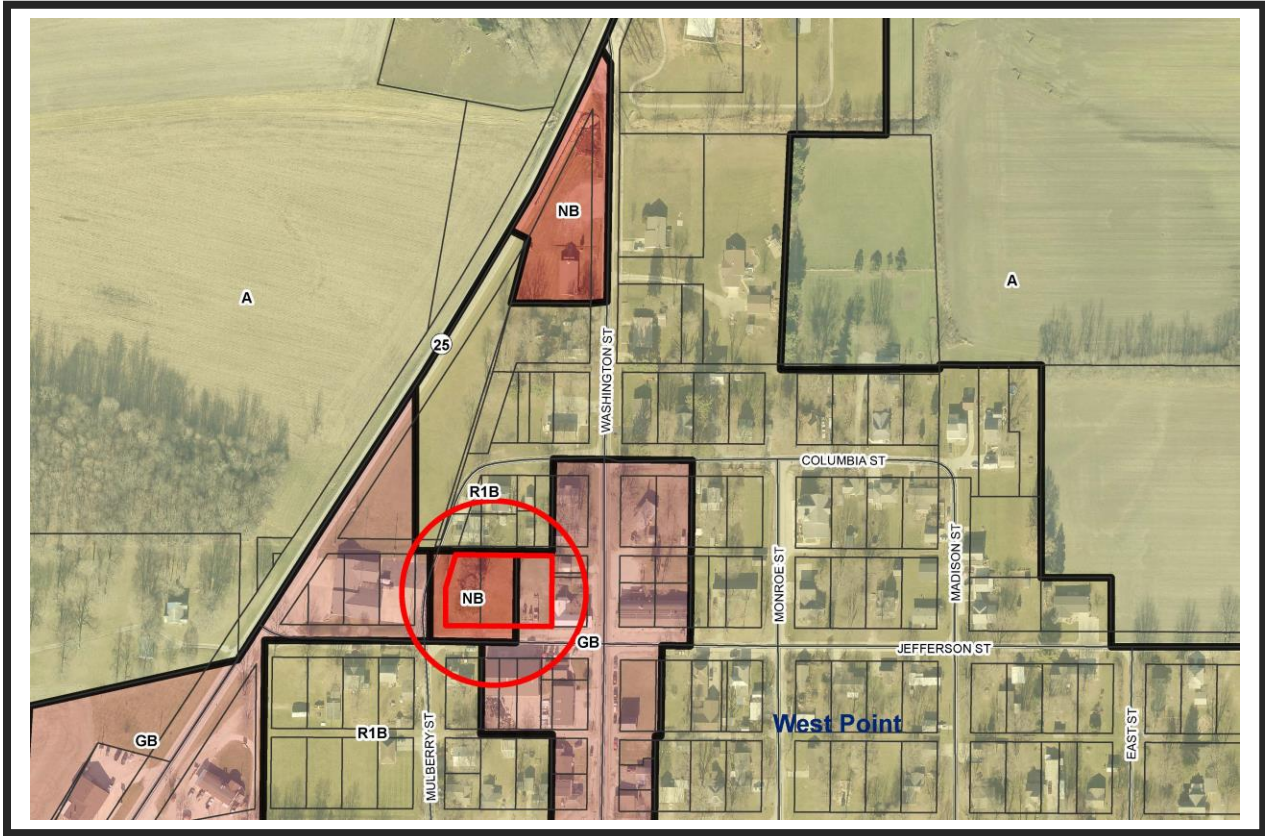 NB
A
A
25
WASHINGTON ST
COLUMBIA ST
R1B
MONROE ST
MADISON ST
NB
GB
JEFFERSON ST
West Point
R1B
GB
MULBERRY ST
EAST ST